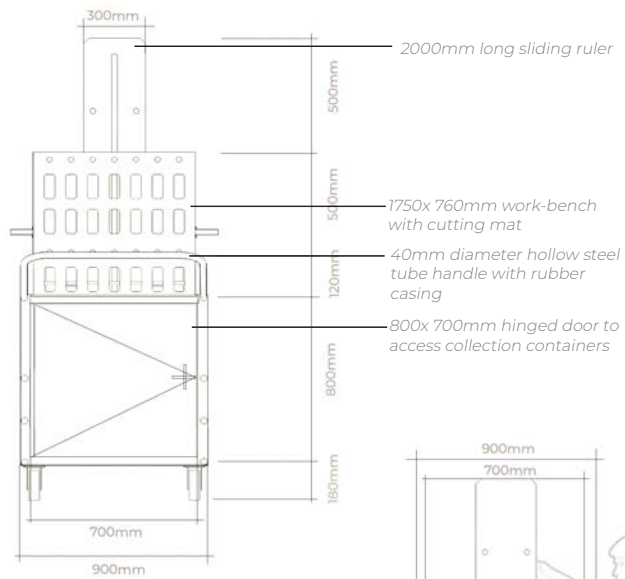 300mm
2000mm long sliding ruler
500mm
500mm
1750x 760mm work-bench
with cutting mat
40mm diameter hollow steel
tube handle with rubber
casing
120mm
800x 700mm hinged door to
access collection containers
800mm
180mm
700mm
900mm
900mm
700mm